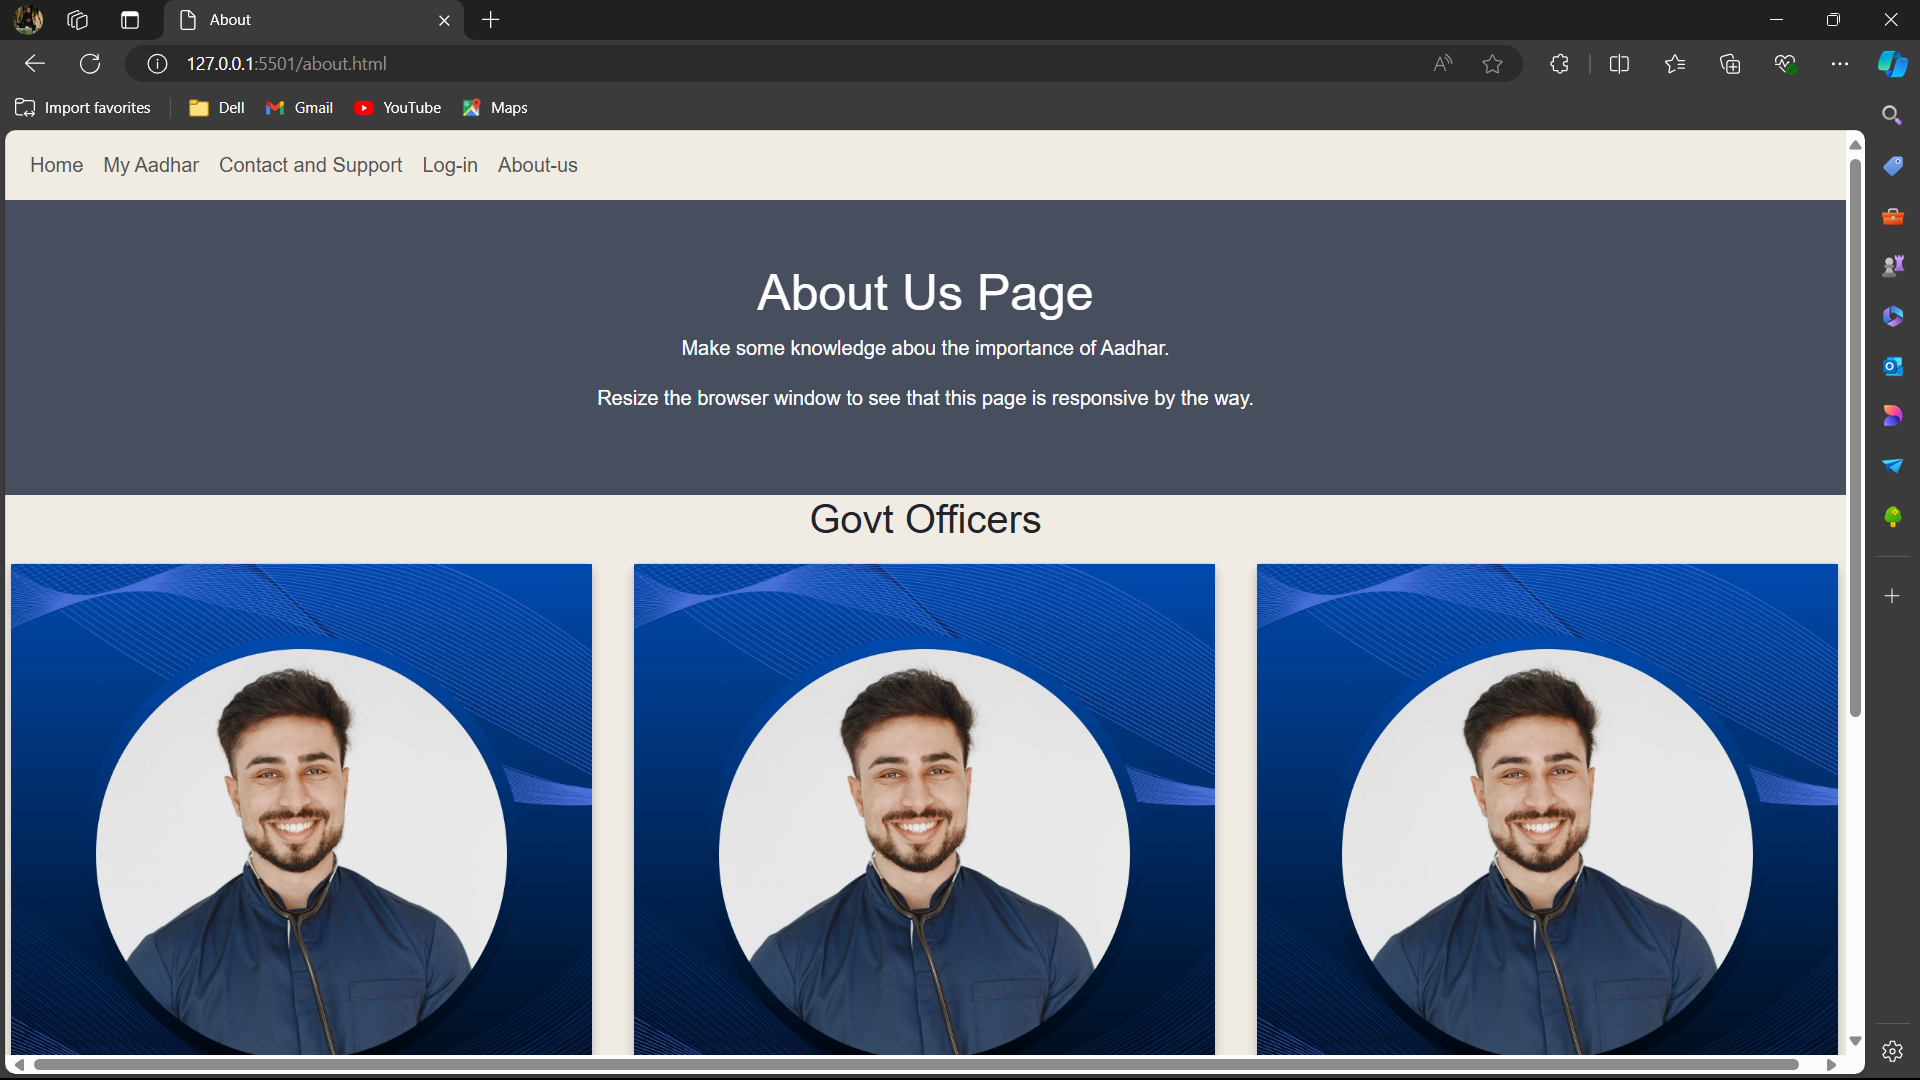 About
127.0.0.1:5501/about.html
Import favorites Dell Gmail YouTube Maps
Home My Aadhar Contact and Support Log-in About-us
About Us Page
Make some knowledge abou the importance of Aadhar.
Resize the browser window to see that this page is responsive by the way.
Govt Officers